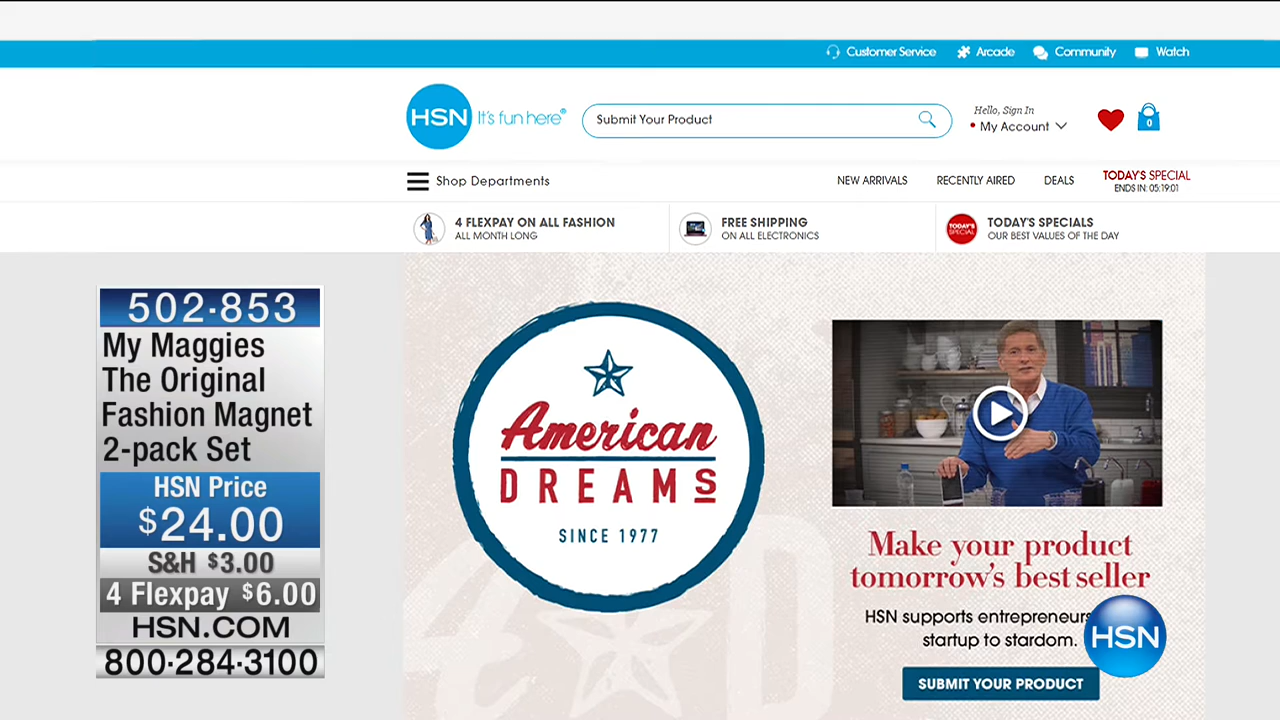 Customer Service
Arcade
Community
Watch
HSN It's fun here®
Submit Your Product
Hello, Sign In
My Account
0
Shop Departments
NEW ARRIVALS
RECENTLY AIRED
DEALS
TODAY'S SPECIAL
ENDS IN: 05:19:01
4 FLEXPAY ON ALL FASHION
ALL MONTH LONG
FREE SHIPPING
ON ALL ELECTRONICS
TODAY'S
SPECIAL
TODAY'S SPECIALS
OUR BEST VALUES OF THE DAY
502·853
My Maggies
The Original
Fashion Magnet
2-pack Set
HSN Price
$24.00
S&H $3.00
4 Flexpay $6.00
HSN.COM
800·284·3100
American
DREAMS
SINCE 1977
Make your product
tomorrow's best seller
HSN supports entrepreneurs
startup to stardom.
HSN
SUBMIT YOUR PRODUCT